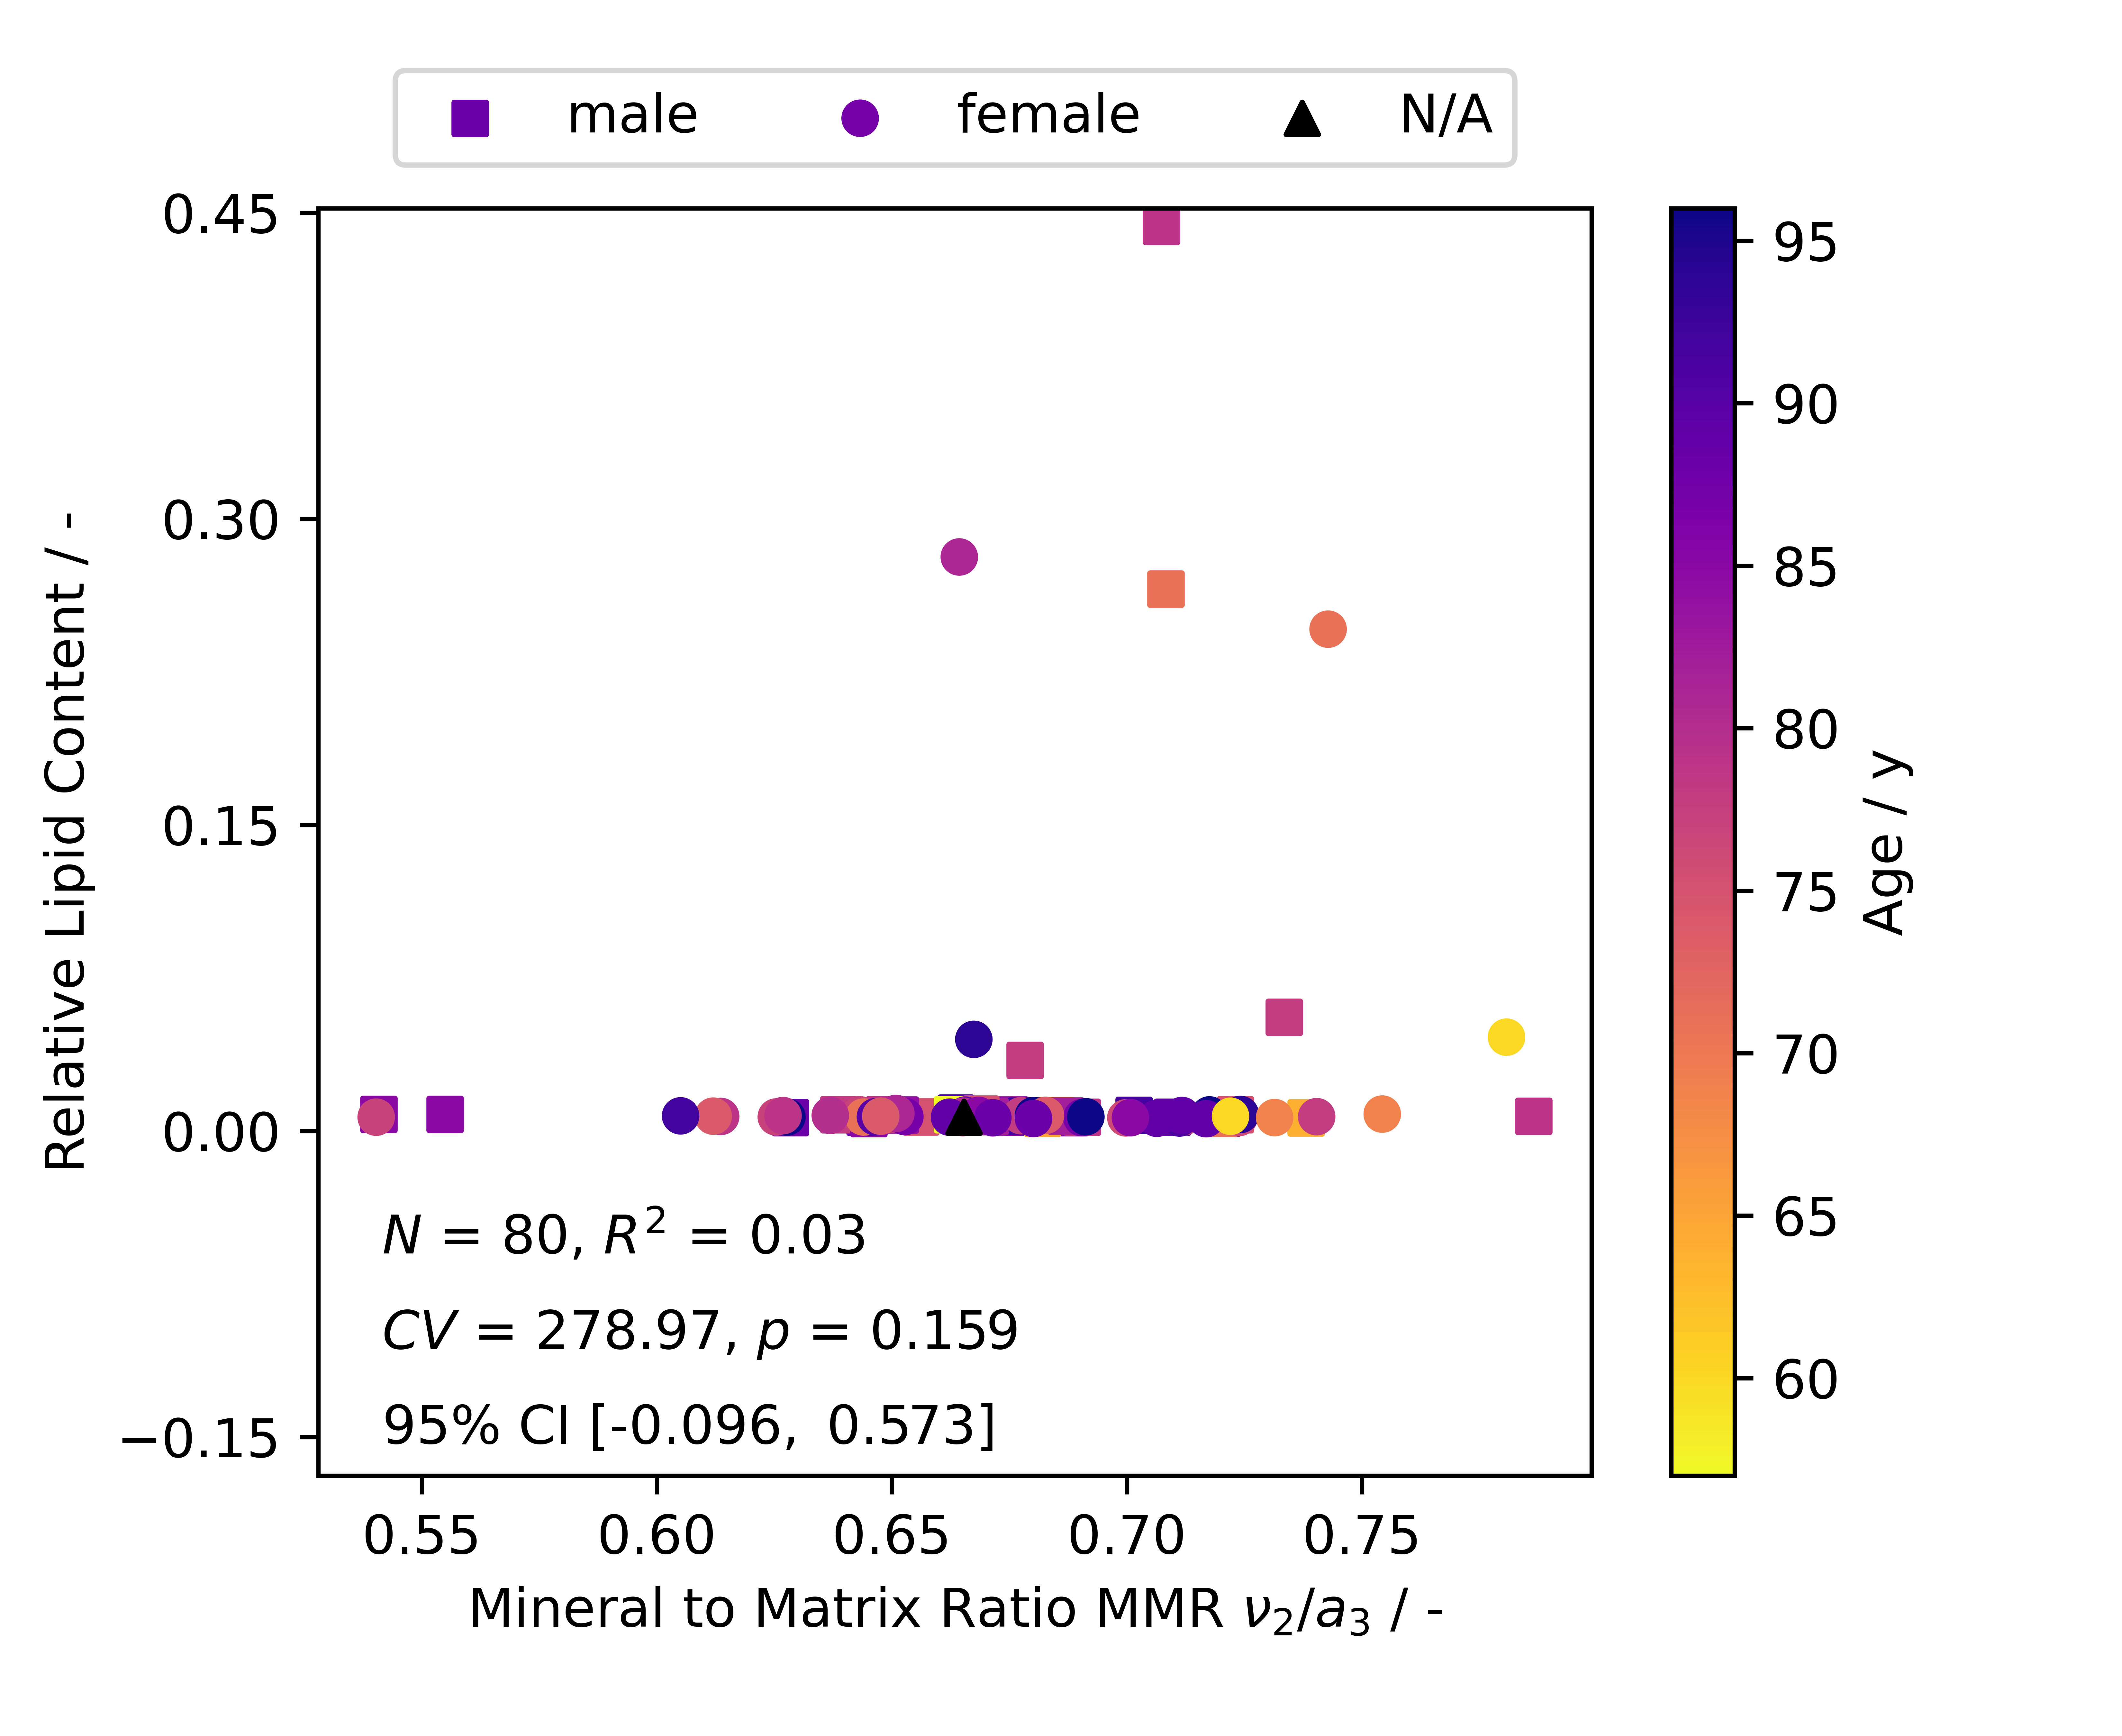 male female N/A
0.45
0.30
0.15
0.00
−0.15
Relative Lipid Content / -
N = 80, R² = 0.03
CV = 278.97, p = 0.159
95% CI [-0.096, 0.573]
0.55 0.60 0.65 0.70 0.75
Mineral to Matrix Ratio MMR ν₂/a₃ / -
95
90
85
80
75
70
65
60
Age / y